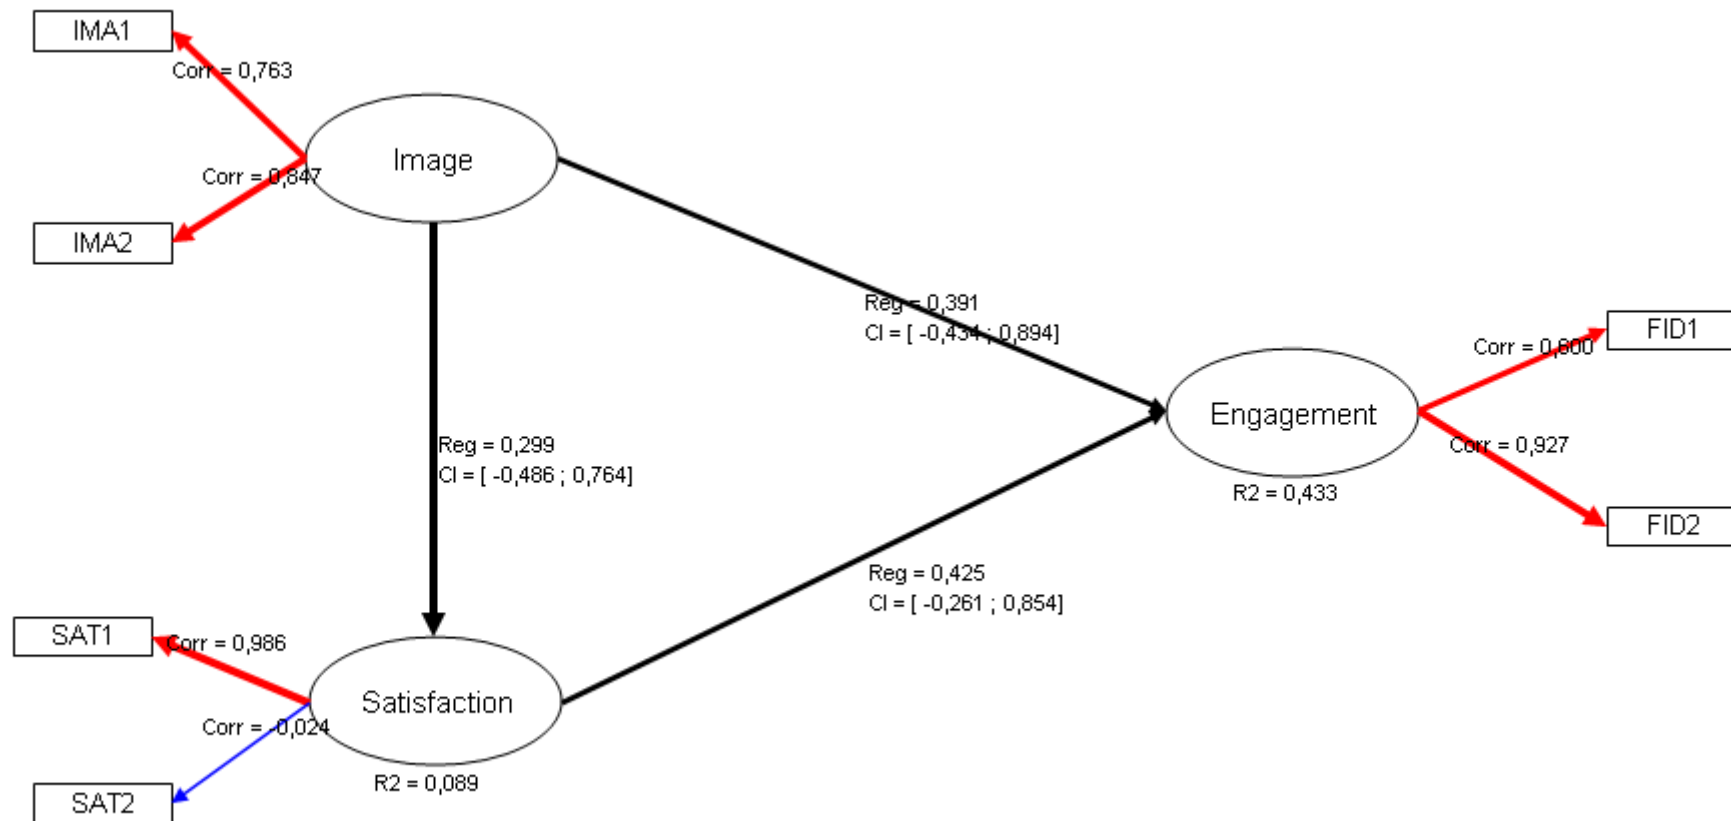 IMA1
Corr = 0,763
Image
Corr = 0,847
IMA2
Reg = 0,391
CI = [ -0,434 ; 0,894]
FID1
Corr = 0,800
Engagement
Reg = 0,299
CI = [ -0,486 ; 0,764]
Corr = 0,927
R2 = 0,433
FID2
Reg = 0,425
CI = [ -0,261 ; 0,854]
SAT1
Corr = 0,986
Satisfaction
Corr = -0,024
R2 = 0,089
SAT2